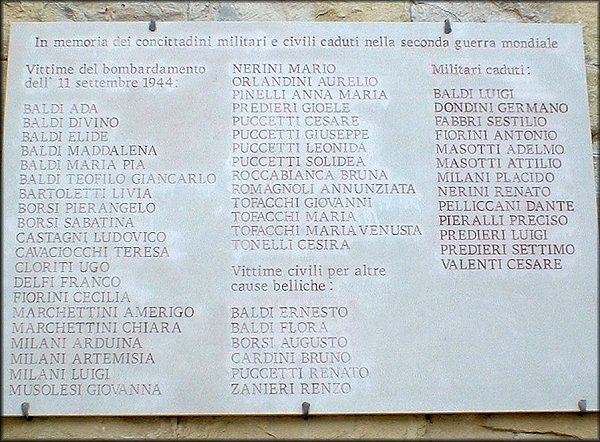 In memoria dei concittadini militari e civili caduti nella seconda guerra mondiale
Vittime del bombardamento
dell' 11 settembre 1944:
BALDI ADA
BALDI DIVINO
BALDI ELIDE
BALDI MADDALENA
BALDI MARIA PIA
BALDI TEOFILO GIANCARLO
BARTOLETTI LIVIA
BORSI PIERANGELO
BORSI SABATINA
CASTAGNI LUDOVICO
CAVACIOCCHI TERESA
CLORITI UGO
DELFI FRANCO
FIORINI CECILIA
MARCHETTINI AMERIGO
MARCHETTINI CHIARA
MILANI ARDUINA
MILANI ARTEMISIA
MILANI LUIGI
MUSOLESI GIOVANNA
NERINI MARIO
ORLANDINI AURELIO
PINELLI ANNA MARIA
PREDIERI GIOELE
PUCCETTI CESARE
PUCCETTI GIUSEPPE
PUCCETTI LEONIDA
PUCCETTI SOLIDEA
ROCCABIANCA BRUNA
ROMAGNOLI ANNUNZIATA
TOFACCHI GIOVANNI
TOFACCHI MARIA
TOFACCHI MARIA VENUSTA
TONELLI CESIRA
Vittime civili per altre
cause belliche:
BALDI ERNESTO
BALDI FLORA
BORSI AUGUSTO
CARDINI BRUNO
PUCCETTI RENATO
ZANIERI RENZO
Militari caduti:
BALDI LUIGI
DONDINI GERMANO
FABBRI SESTILIO
FIORINI ANTONIO
MASOTTI ADELMO
MASOTTI ATTILIO
MILANI PLACIDO
NERINI RENATO
PELLICCANI DANTE
PIERALLI PRECISO
PREDIERI LUIGI
PREDIERI SETTIMO
VALENTI CESARE